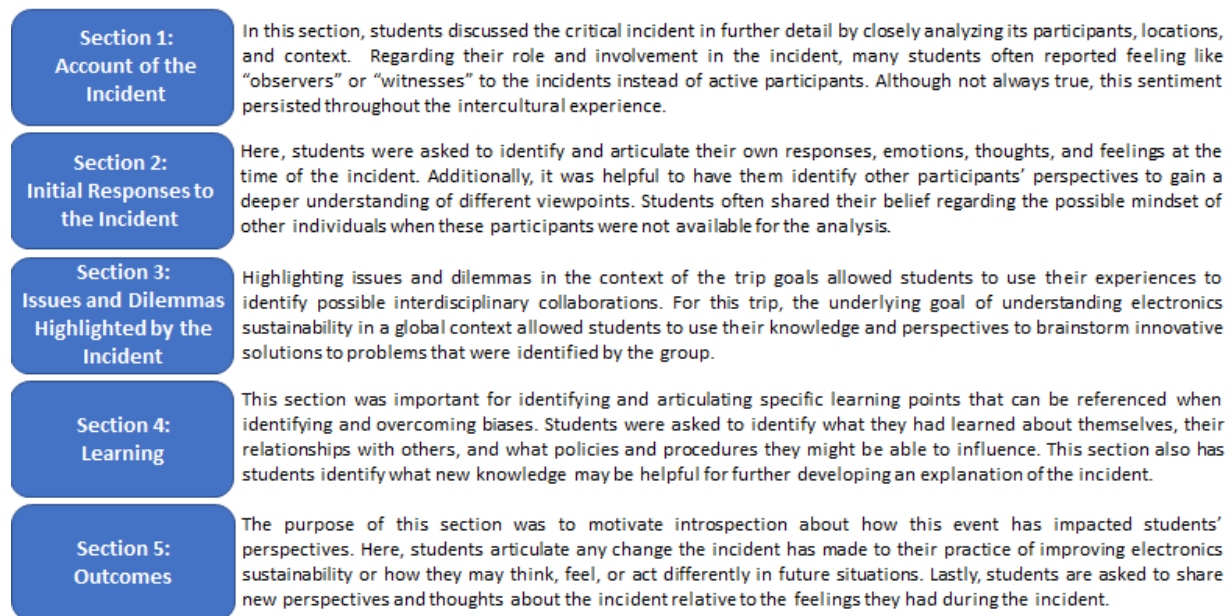 Section 1:
Account of the
Incident
In this section, students discussed the critical incident in further detail by closely analyzing its participants, locations,
and context. Regarding their role and involvement in the incident, many students often reported feeling like
“observers” or “witnesses” to the incidents instead of active participants. Although not always true, this sentiment
persisted throughout the intercultural experience.
Section 2:
Initial Responses to
the Incident
Here, students were asked to identify and articulate their own responses, emotions, thoughts, and feelings at the
time of the incident. Additionally, it was helpful to have them identify other participants’ perspectives to gain a
deeper understanding of different viewpoints. Students often shared their belief regarding the possible mindset of
other individuals when these participants were not available for the analysis.
Section 3:
Issues and Dilemmas
Highlighted by the
Incident
Highlighting issues and dilemmas in the context of the trip goals allowed students to use their experiences to
identify possible interdisciplinary collaborations. For this trip, the underlying goal of understanding electronics
sustainability in a global context allowed students to use their knowledge and perspectives to brainstorm innovative
solutions to problems that were identified by the group.
Section 4:
Learning
This section was important for identifying and articulating specific learning points that can be referenced when
identifying and overcoming biases. Students were asked to identify what they had learned about themselves, their
relationships with others, and what policies and procedures they might be able to influence. This section also has
students identify what new knowledge may be helpful for further developing an explanation of the incident.
Section 5:
Outcomes
The purpose of this section was to motivate introspection about how this event has impacted students’
perspectives. Here, students articulate any change the incident has made to their practice of improving electronics
sustainability or how they may think, feel, or act differently in future situations. Lastly, students are asked to share
new perspectives and thoughts about the incident relative to the feelings they had during the incident.